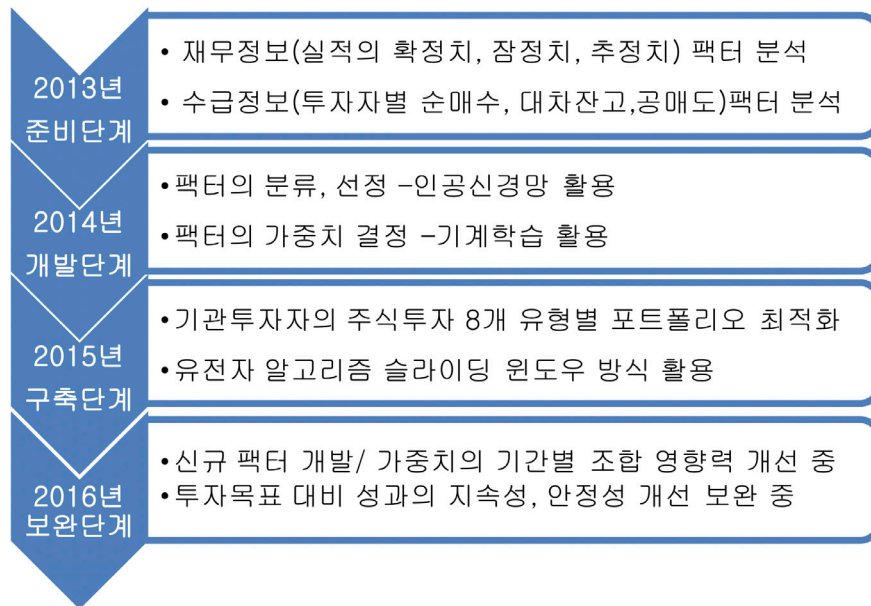 2013년
준비단계
• 재무정보(실적의 확정치, 잠정치, 추정치) 팩터 분석
• 수급정보(투자자별 순매수, 대차잔고,공매도)팩터 분석
2014년
개발단계
•팩터의 분류, 선정 –인공신경망 활용
•팩터의 가중치 결정 –기계학습 활용
2015년
구축단계
•기관투자자의 주식투자 8개 유형별 포트폴리오 최적화
•유전자 알고리즘 슬라이딩 윈도우 방식 활용
2016년
보완단계
•신규 팩터 개발/ 가중치의 기간별 조합 영향력 개선 중
•투자목표 대비 성과의 지속성, 안정성 개선 보완 중